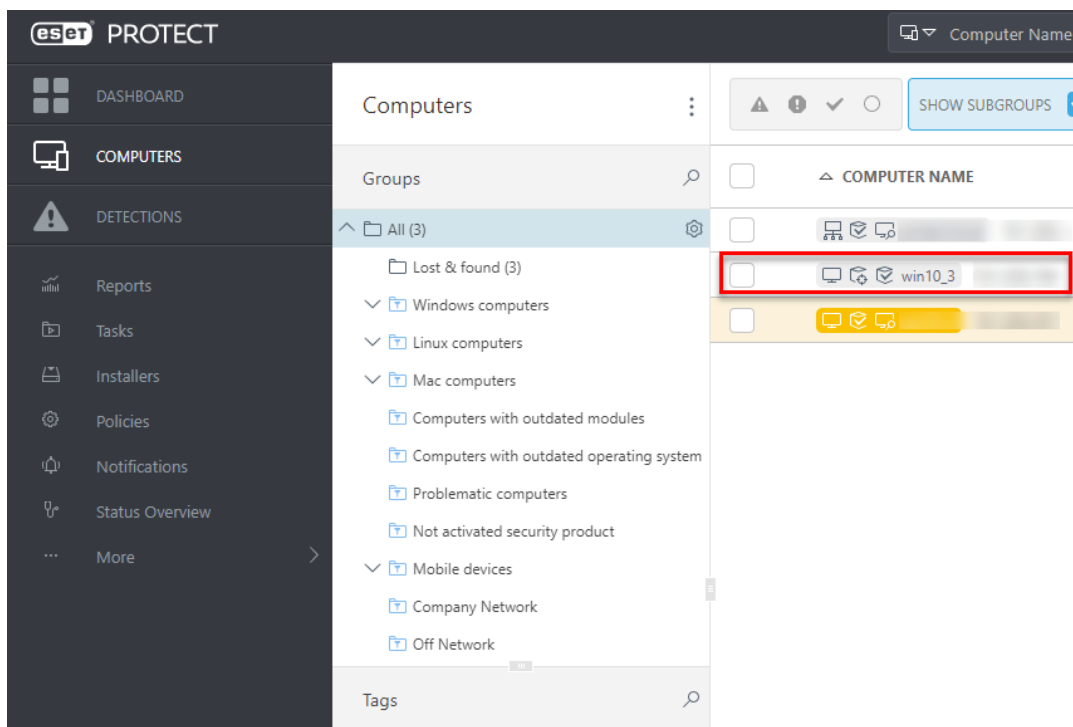 eset PROTECT
Computer Name
DASHBOARD
COMPUTERS
DETECTIONS
Reports
Tasks
Installers
Policies
Notifications
Status Overview
More
Computers
Groups
All (3)
Lost & found (3)
Windows computers
Linux computers
Mac computers
Computers with outdated modules
Computers with outdated operating system
Problematic computers
Not activated security product
Mobile devices
Company Network
Off Network
Tags
SHOW SUBGROUPS
COMPUTER NAME
win10_3